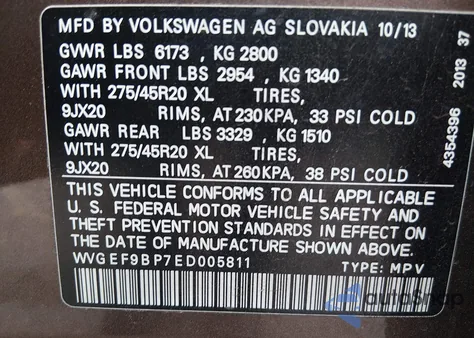 MFD BY VOLKSWAGEN AG SLOVAKIA 10/13
GVWR LBS 6173 , KG 2800
GAWR FRONT LBS 2954 , KG 1340
WITH 275/45R20 XL TIRES,
9JX20 RIMS, AT 230KPA, 33 PSI COLD
GAWR REAR LBS 3329 , KG 1510
WITH 275/45R20 XL TIRES,
9JX20 RIMS, AT 260KPA, 38 PSI COLD
THIS VEHICLE CONFORMS TO ALL APPLICABLE
U. S. FEDERAL MOTOR VEHICLE SAFETY AND
THEFT PREVENTION STANDARDS IN EFFECT ON
DATE OF MANUFACTURE SHOWN ABOVE.
WVGEF9BP7ED005811 TYPE: MPV
4354396 2013 37
autoShop